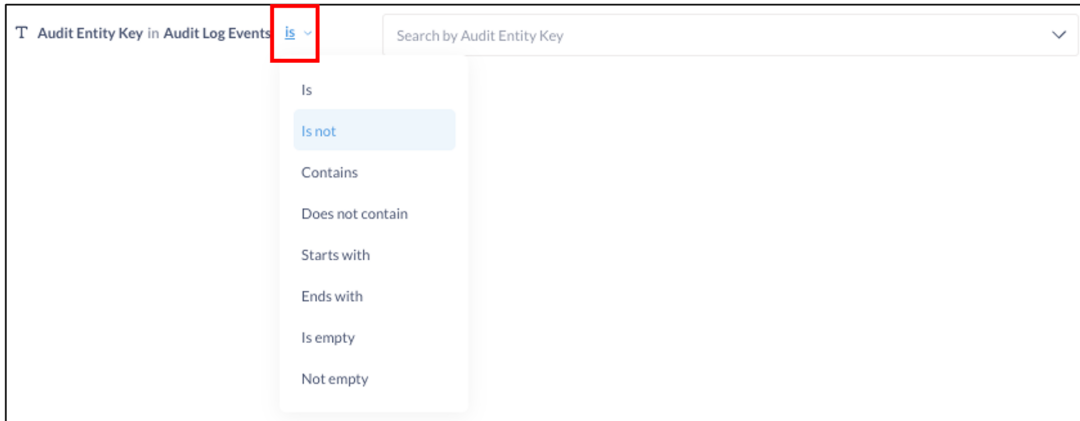 T Audit Entity Key in Audit Log Events is
Search by Audit Entity Key
Is
Is not
Contains
Does not contain
Starts with
Ends with
Is empty
Not empty